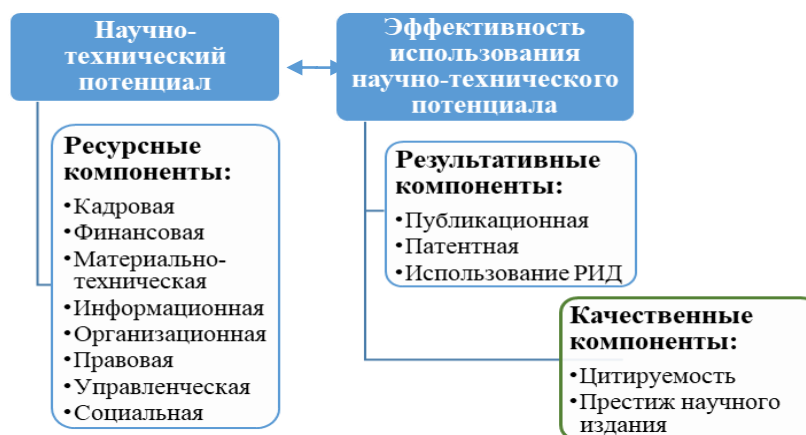 Научно-
технический
потенциал
Эффективность
использования
научно-технического
потенциала
Ресурсные
компоненты:
•Кадровая
•Финансовая
•Материально-
техническая
•Информационная
•Организационная
•Правовая
•Управленческая
•Социальная
Результативные
компоненты:
•Публикационная
•Патентная
•Использование РИД
Качественные
компоненты:
•Цитируемость
•Престиж научного
издания